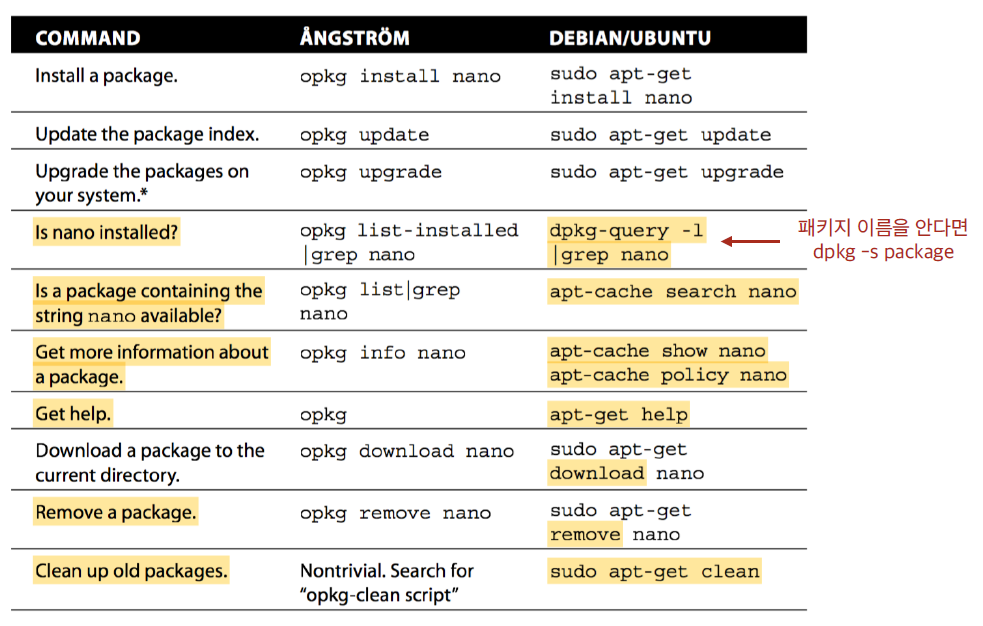 COMMAND ÅNGSTRÖM DEBIAN/UBUNTU
Install a package. opkg install nano sudo apt-get
install nano
Update the package index. opkg update sudo apt-get update
Upgrade the packages on opkg upgrade sudo apt-get upgrade
your system.*
Is nano installed? opkg list-installed dpkg-query -l
|grep nano |grep nano
패키지 이름을 안다면
dpkg –s package
Is a package containing the opkg list|grep apt-cache search nano
string nano available? nano
Get more information about opkg info nano apt-cache show nano
a package. apt-cache policy nano
Get help. opkg apt-get help
Download a package to the opkg download nano sudo apt-get
current directory. download nano
Remove a package. opkg remove nano sudo apt-get
remove nano
Clean up old packages. Nontrivial. Search for sudo apt-get clean
“opkg-clean script”